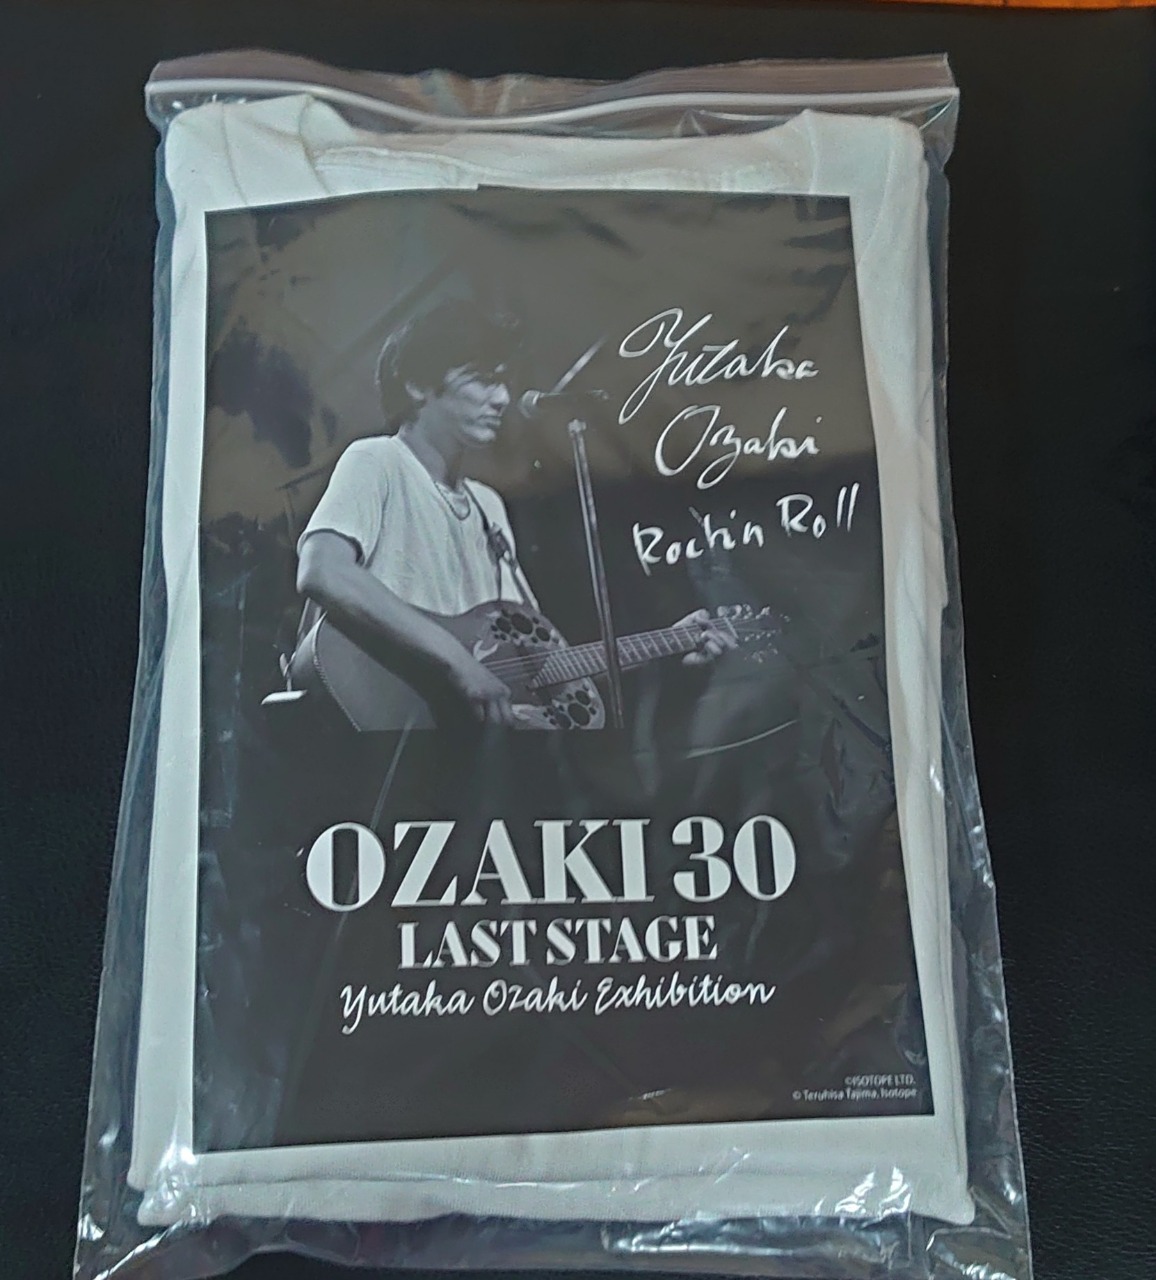 Yutaka
Ozaki
Rock'n Roll
OZAKI 30
LAST STAGE
Yutaka Ozaki Exhibition
©ISOTOPE LTD.
© Teruhisa Tajima, Isotope